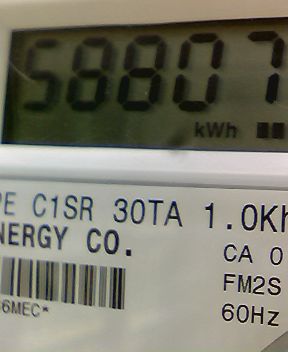 58807
kWh
PE C1SR 30TA 1.0Kh
NERGY CO.
CA 0
FM2S
60Hz
6MEC*